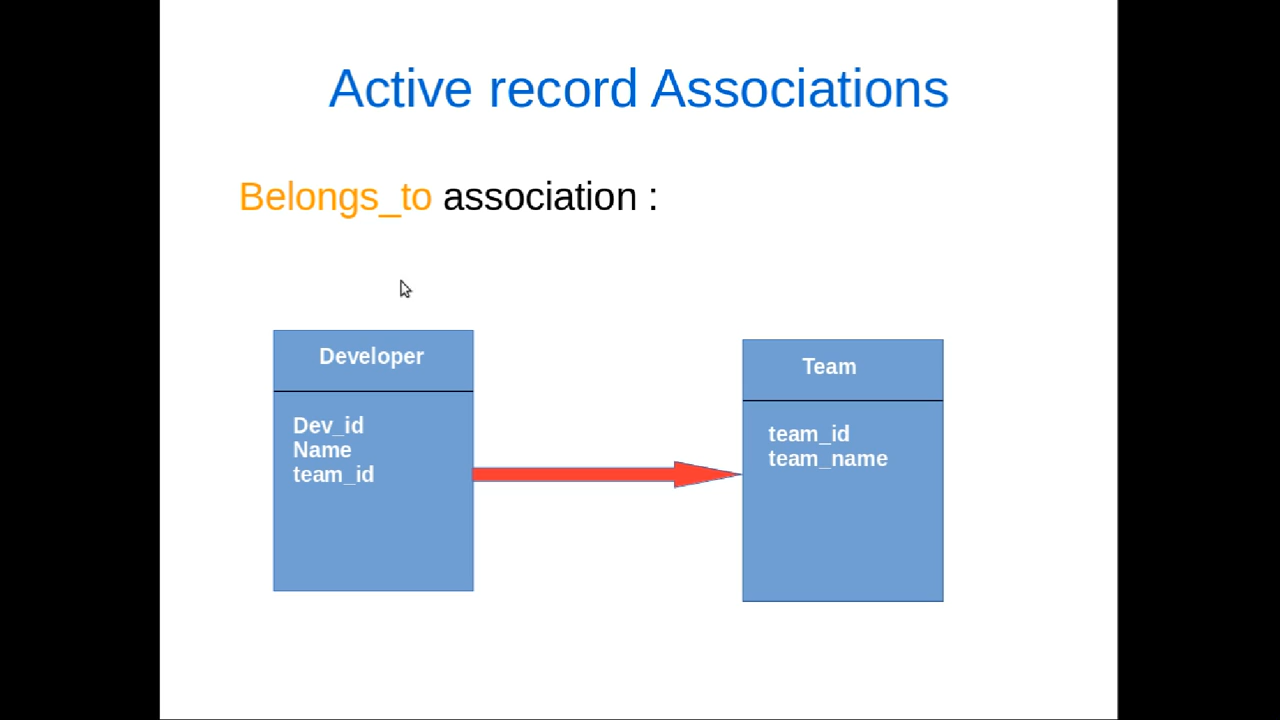 Active record Associations
Belongs_to association :
Developer
Dev_id
Name
team_id
Team
team_id
team_name